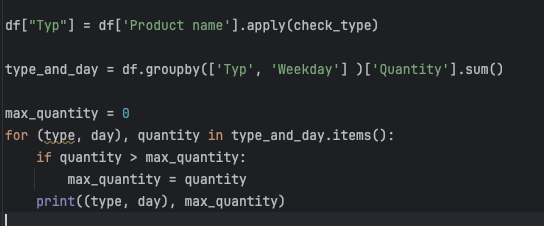 df["Typ"] = df['Product name'].apply(check_type)
type_and_day = df.groupby(['Typ', 'Weekday'] )['Quantity'].sum()
max_quantity = 0
for (type, day), quantity in type_and_day.items():
    if quantity > max_quantity:
        max_quantity = quantity
    print((type, day), max_quantity)